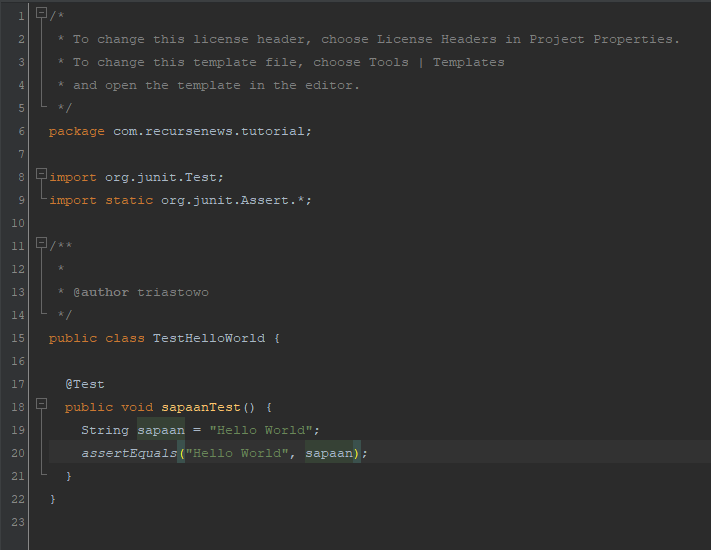 1 /*
2 * To change this license header, choose License Headers in Project Properties.
3 * To change this template file, choose Tools | Templates
4 * and open the template in the editor.
5 */
6 package com.recursenews.tutorial;
7
8 import org.junit.Test;
9 import static org.junit.Assert.*;
10
11 /**
12 *
13 * @author triastowo
14 */
15 public class TestHelloWorld {
16
17 @Test
18 public void sapaanTest() {
19 String sapaan = "Hello World";
20 assertEquals("Hello World", sapaan);
21 }
22 }
23